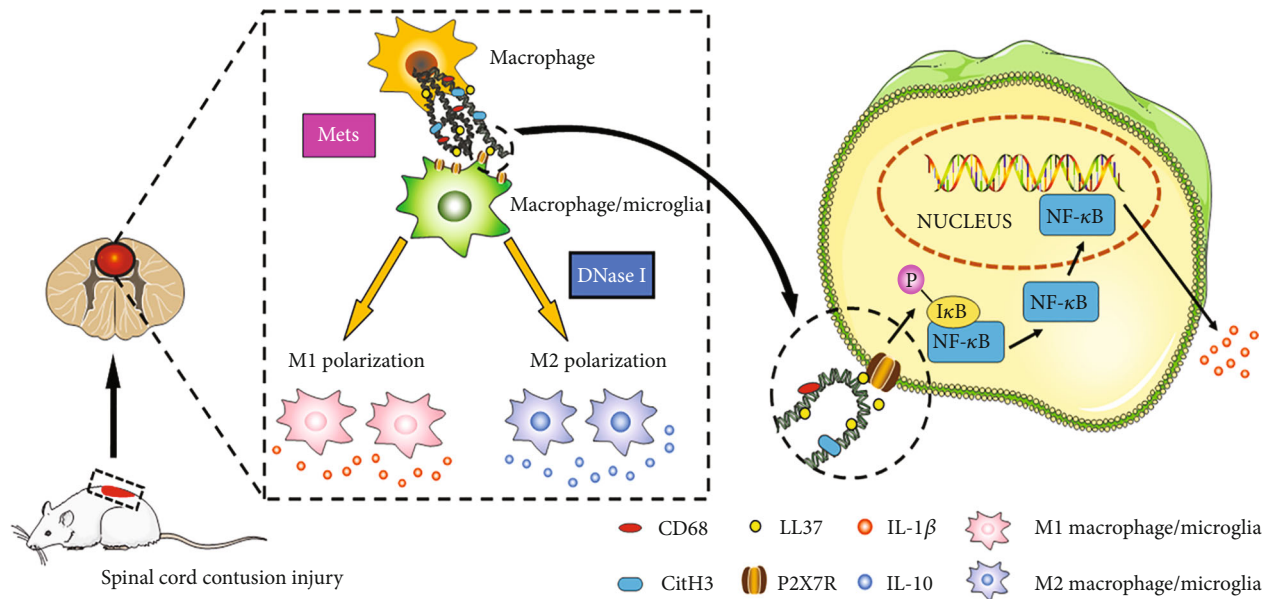 Macrophage
Mets
Macrophage/microglia
DNase I
M1 polarization
M2 polarization
Spinal cord contusion injury
NUCLEUS
NF-κB
P
IκB
NF-κB
NF-κB
CD68
LL37
IL-1β
M1 macrophage/microglia
CitH3
P2X7R
IL-10
M2 macrophage/microglia